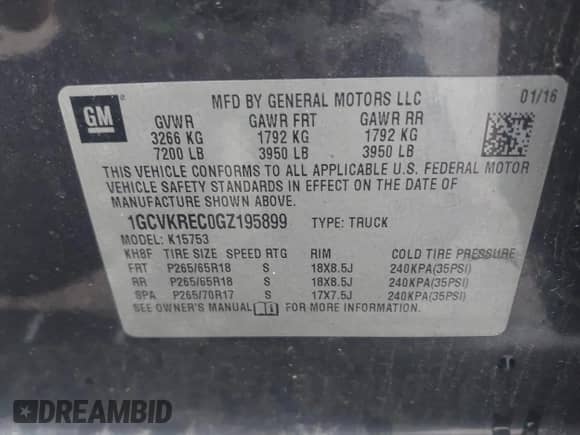 GM ®
MFD BY GENERAL MOTORS LLC 01/16
GVWR GAWR FRT GAWR RR
3266 KG 1792 KG 1792 KG
7200 LB 3950 LB 3950 LB
THIS VEHICLE CONFORMS TO ALL APPLICABLE U.S. FEDERAL MOTOR
VEHICLE SAFETY STANDARDS IN EFFECT ON THE DATE OF
MANUFACTURE SHOWN ABOVE.
1GCVKREC0GZ195899 TYPE: TRUCK
MODEL: K15753
KH8F TIRE SIZE SPEED RTG RIM COLD TIRE PRESSURE
FRT P265/65R18 S 18X8.5J 240KPA(35PSI)
RR P265/65R18 S 18X8.5J 240KPA(35PSI)
SPA P265/70R17 S 17X7.5J 240KPA(35PSI)
SEE OWNER'S MANUAL FOR MORE INFORMATION.
DREAMBID